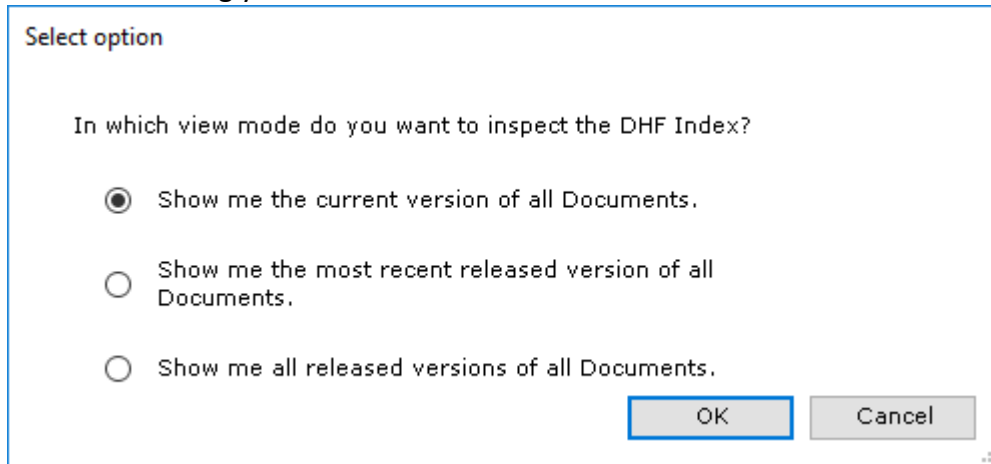 Select option
In which view mode do you want to inspect the DHF Index?
Show me the current version of all Documents.
Show me the most recent released version of all
Documents.
Show me all released versions of all Documents.
OK
Cancel